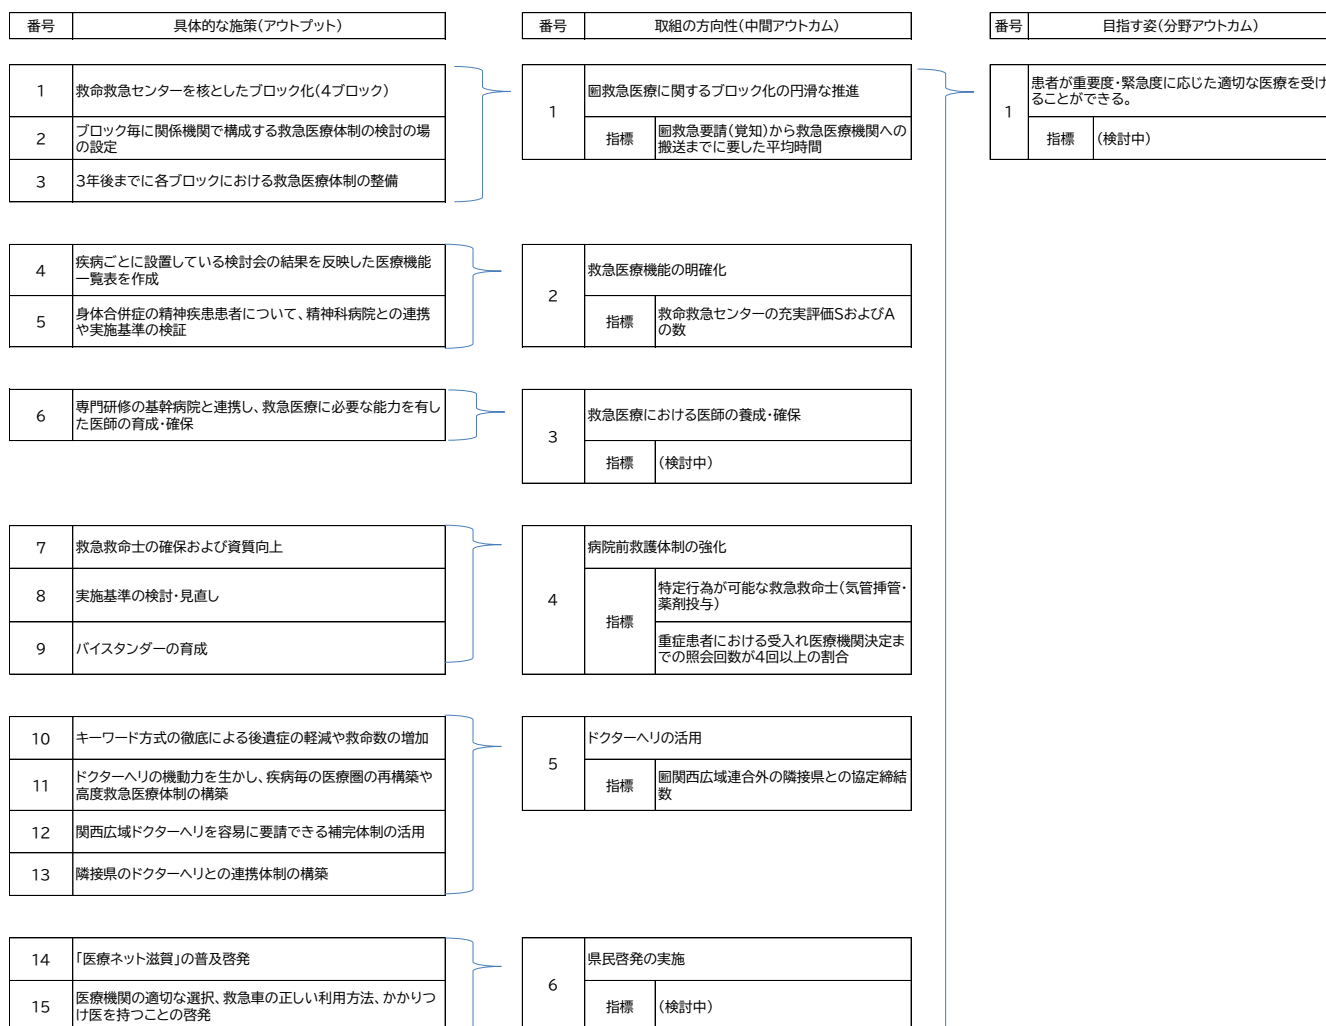 番号 具体的な施策(アウトプット) 番号 取組の方向性(中間アウトカム) 番号 目指す姿(分野アウトカム)
1 救命救急センターを核としたブロック化(4ブロック)
2 ブロック毎に関係機関で構成する救急医療体制の検討の場
の設定
3 3年後までに各ブロックにおける救急医療体制の整備
1 救急医療に関するブロック化の円滑な推進
指標 救急要請(覚知)から救急医療機関への
搬送までに要した平均時間
1 患者が重要度・緊急度に応じた適切な医療を受け
ることができる。
指標 (検討中)
4 疾病ごとに設置している検討会の結果を反映した医療機能
一覧表を作成
5 身体合併症の精神疾患患者について、精神科病院との連携
や実施基準の検証
2 救急医療機能の明確化
指標 救命救急センターの充実評価SおよびA
の数
6 専門研修の基幹病院と連携し、救急医療に必要な能力を有し
た医師の育成・確保
3 救急医療における医師の養成・確保
指標 (検討中)
7 救急救命士の確保および資質向上
8 実施基準の検討・見直し
9 バイスタンダーの育成
4 病院前救護体制の強化
指標 特定行為が可能な救急救命士(気管挿管・
薬剤投与)
重症患者における受入れ医療機関決定ま
での照会回数が4回以上の割合
10 キーワード方式の徹底による後遺症の軽減や救命数の増加
11 ドクターヘリの機動力を生かし、疾病毎の医療圏の再構築や
高度救急医療体制の構築
12 関西広域ドクターヘリを容易に要請できる補完体制の活用
13 隣接県のドクターヘリとの連携体制の構築
5 ドクターヘリの活用
指標 関西広域連合外の隣接県との協定締結
数
14 「医療ネット滋賀」の普及啓発
15 医療機関の適切な選択、救急車の正しい利用方法、かかりつ
け医を持つことの啓発
6 県民啓発の実施
指標 (検討中)